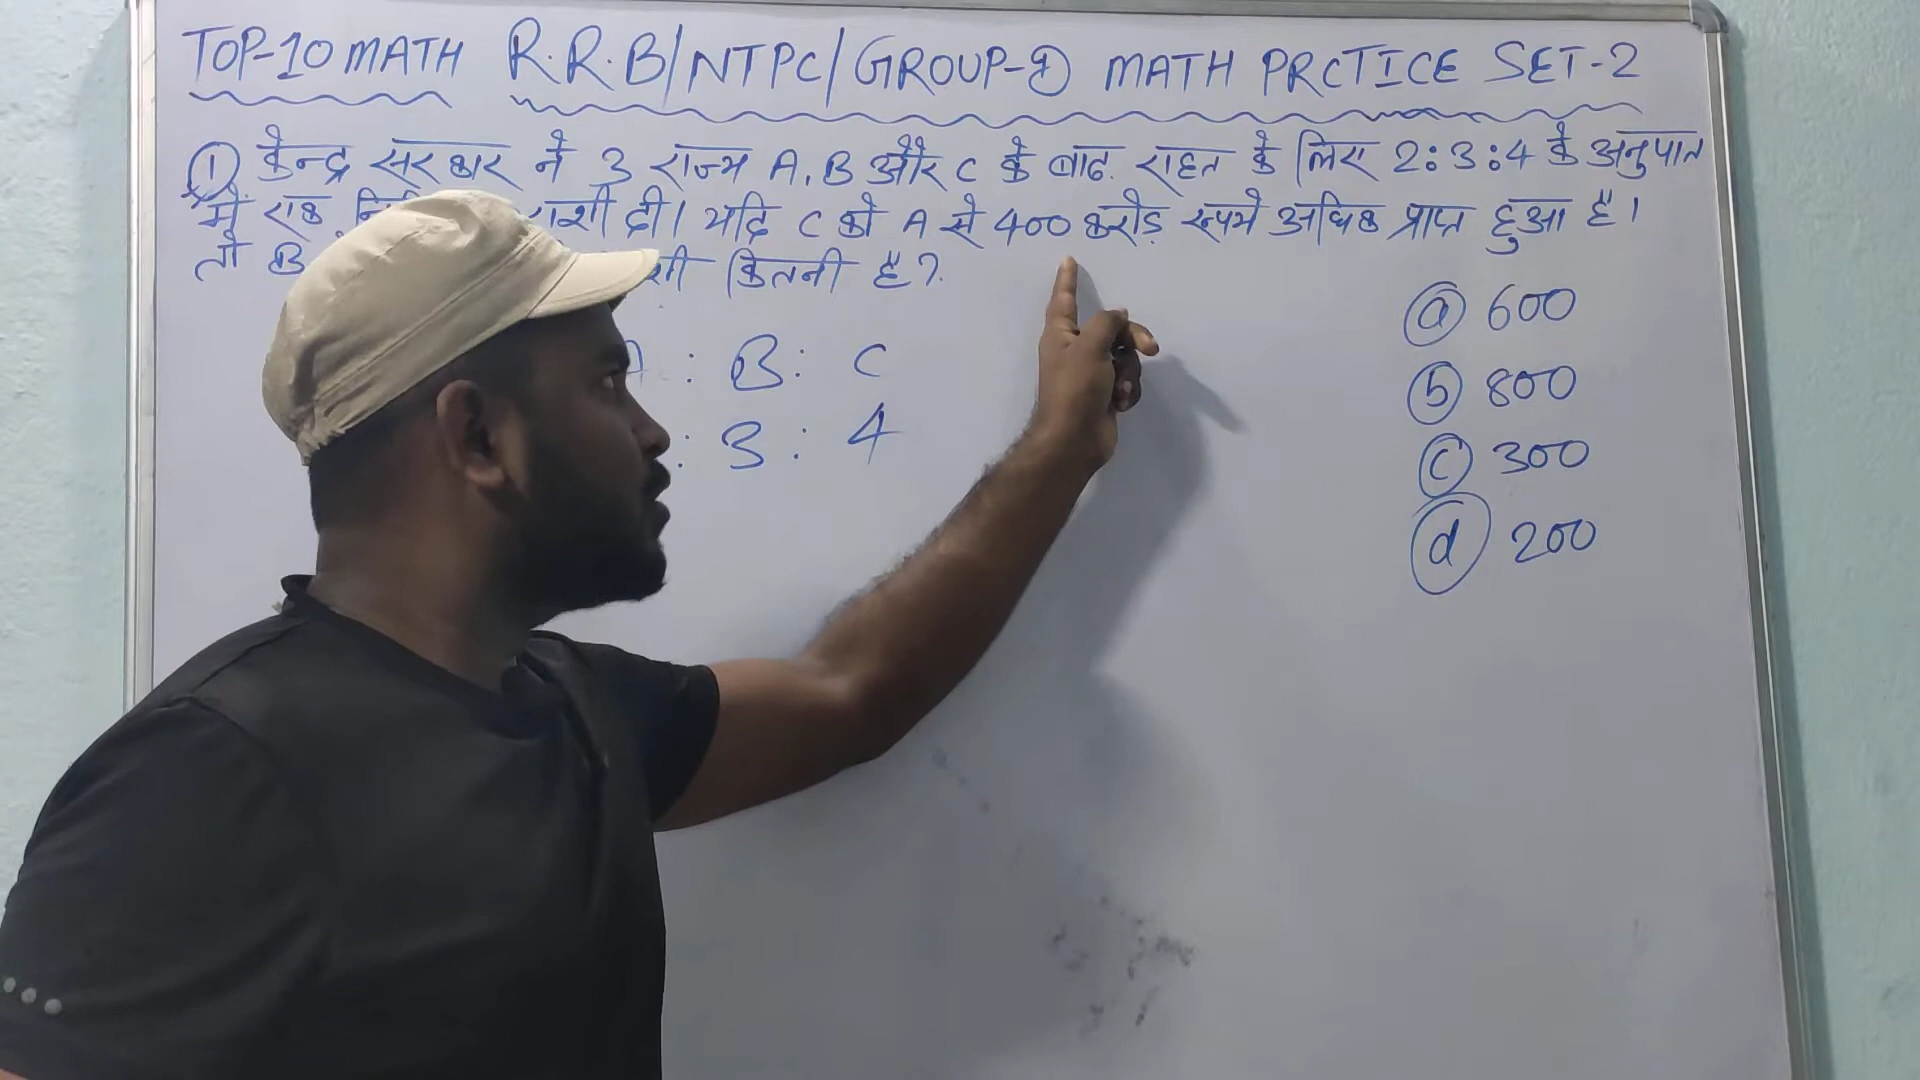 TOP-10 MATH R.R.B/NTPC/GROUP-D MATH PRCTICE SET-2
① केन्द्र सरकार ने 3 राज्य A, B और C के बाढ़ राहत के लिए 2:3:4 के अनुपात
में एक राशी दी। यदि C को A से 400 करोड़ रूपये अधिक प्राप्त हुआ है।
तो B कितनी है?
A : B : C
: 3 : 4
ⓐ 600
ⓑ 800
ⓒ 300
ⓓ 200